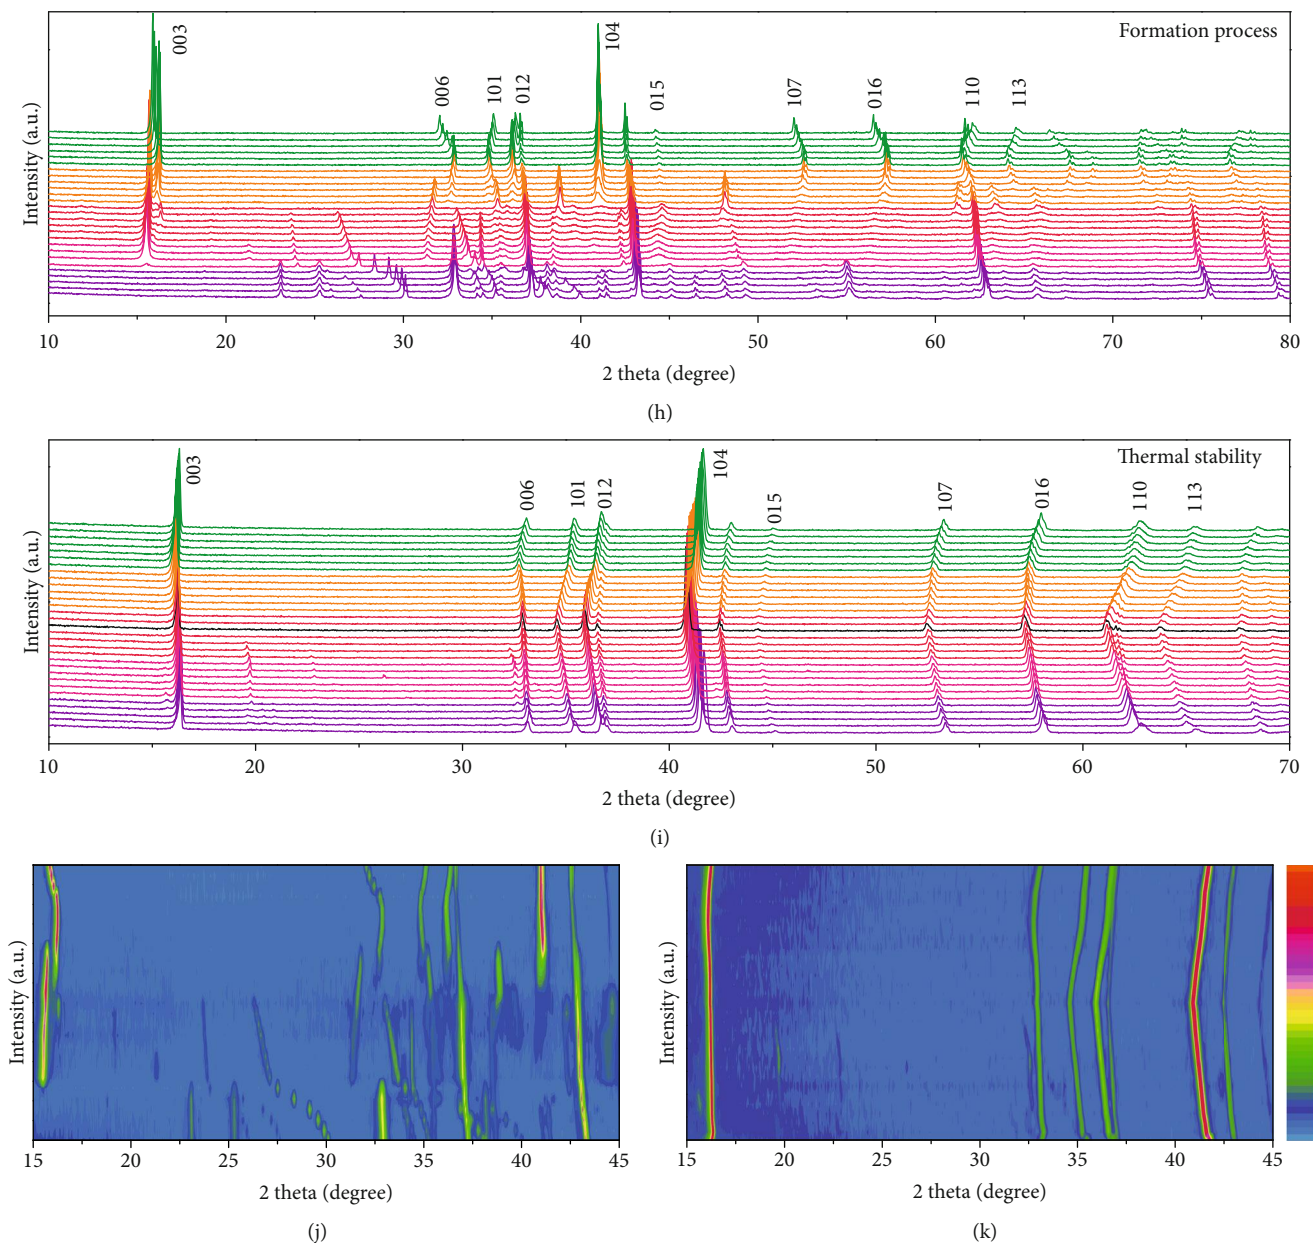 Formation process
003
006
101
012
104
015
107
016
110
113
Intensity (a.u.)
10 20 30 40 50 60 70 80
2 theta (degree)
(h)
Thermal stability
003
006
101
012
104
015
107
016
110
113
Intensity (a.u.)
10 20 30 40 50 60 70
2 theta (degree)
(i)
Intensity (a.u.)
15 20 25 30 35 40 45
2 theta (degree)
(j)
Intensity (a.u.)
15 20 25 30 35 40 45
2 theta (degree)
(k)